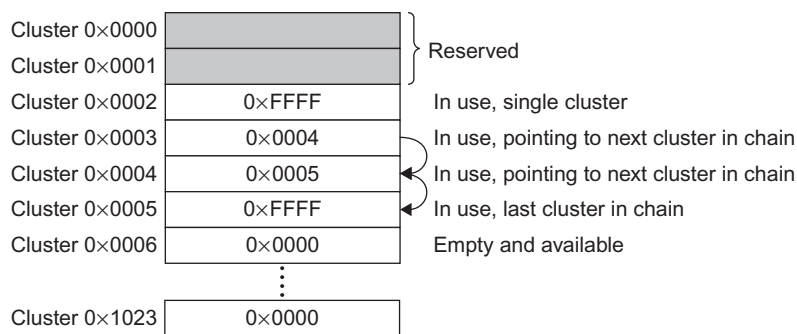 Cluster 0×0000
Cluster 0×0001
Reserved
Cluster 0×0002 0×FFFF In use, single cluster
Cluster 0×0003 0×0004 In use, pointing to next cluster in chain
Cluster 0×0004 0×0005 In use, pointing to next cluster in chain
Cluster 0×0005 0×FFFF In use, last cluster in chain
Cluster 0×0006 0×0000 Empty and available
Cluster 0×1023 0×0000